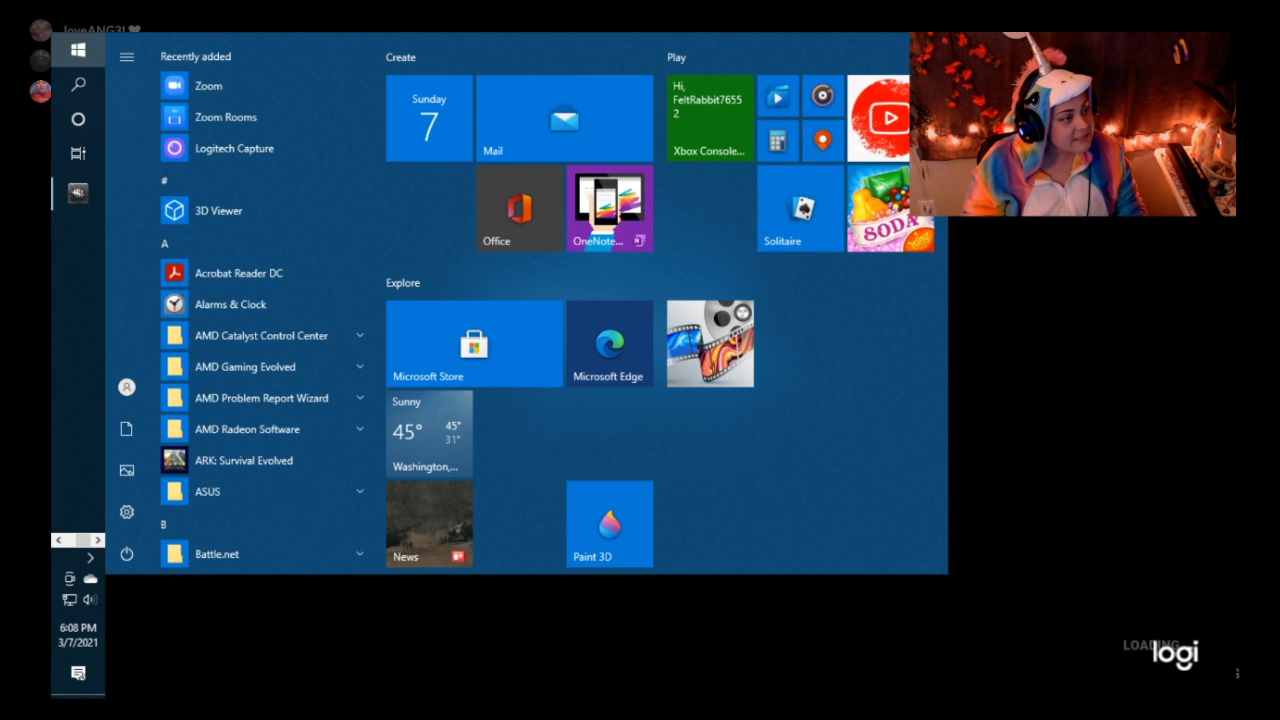 loveANG3L
Recently added
Zoom
Zoom Rooms
Logitech Capture
#
3D Viewer
A
Acrobat Reader DC
Alarms & Clock
AMD Catalyst Control Center
AMD Gaming Evolved
AMD Problem Report Wizard
AMD Radeon Software
ARK: Survival Evolved
ASUS
B
Battle.net
Create
Sunday
7
Mail
Office
OneNote...
Explore
Microsoft Store
Microsoft Edge
Sunny
45°
45°
31°
Washington,...
News
Paint 3D
Play
Hi,
FeltRabbit7655
2
Xbox Console...
Solitaire
SODA
King
6:08 PM
3/7/2021
LOADING
logi